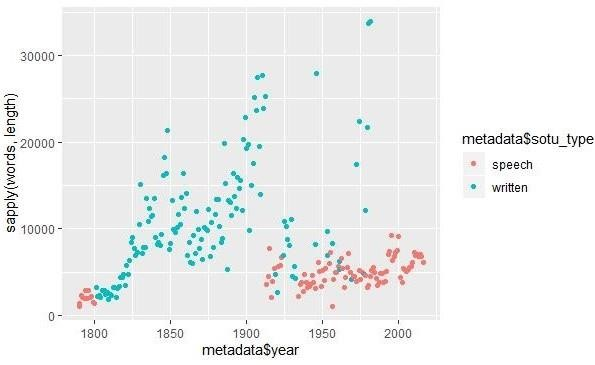 30000
20000
10000
0
sapply(words, length)
1800
1850
1900
1950
2000
metadata$year
metadata$sotu_type
speech
written